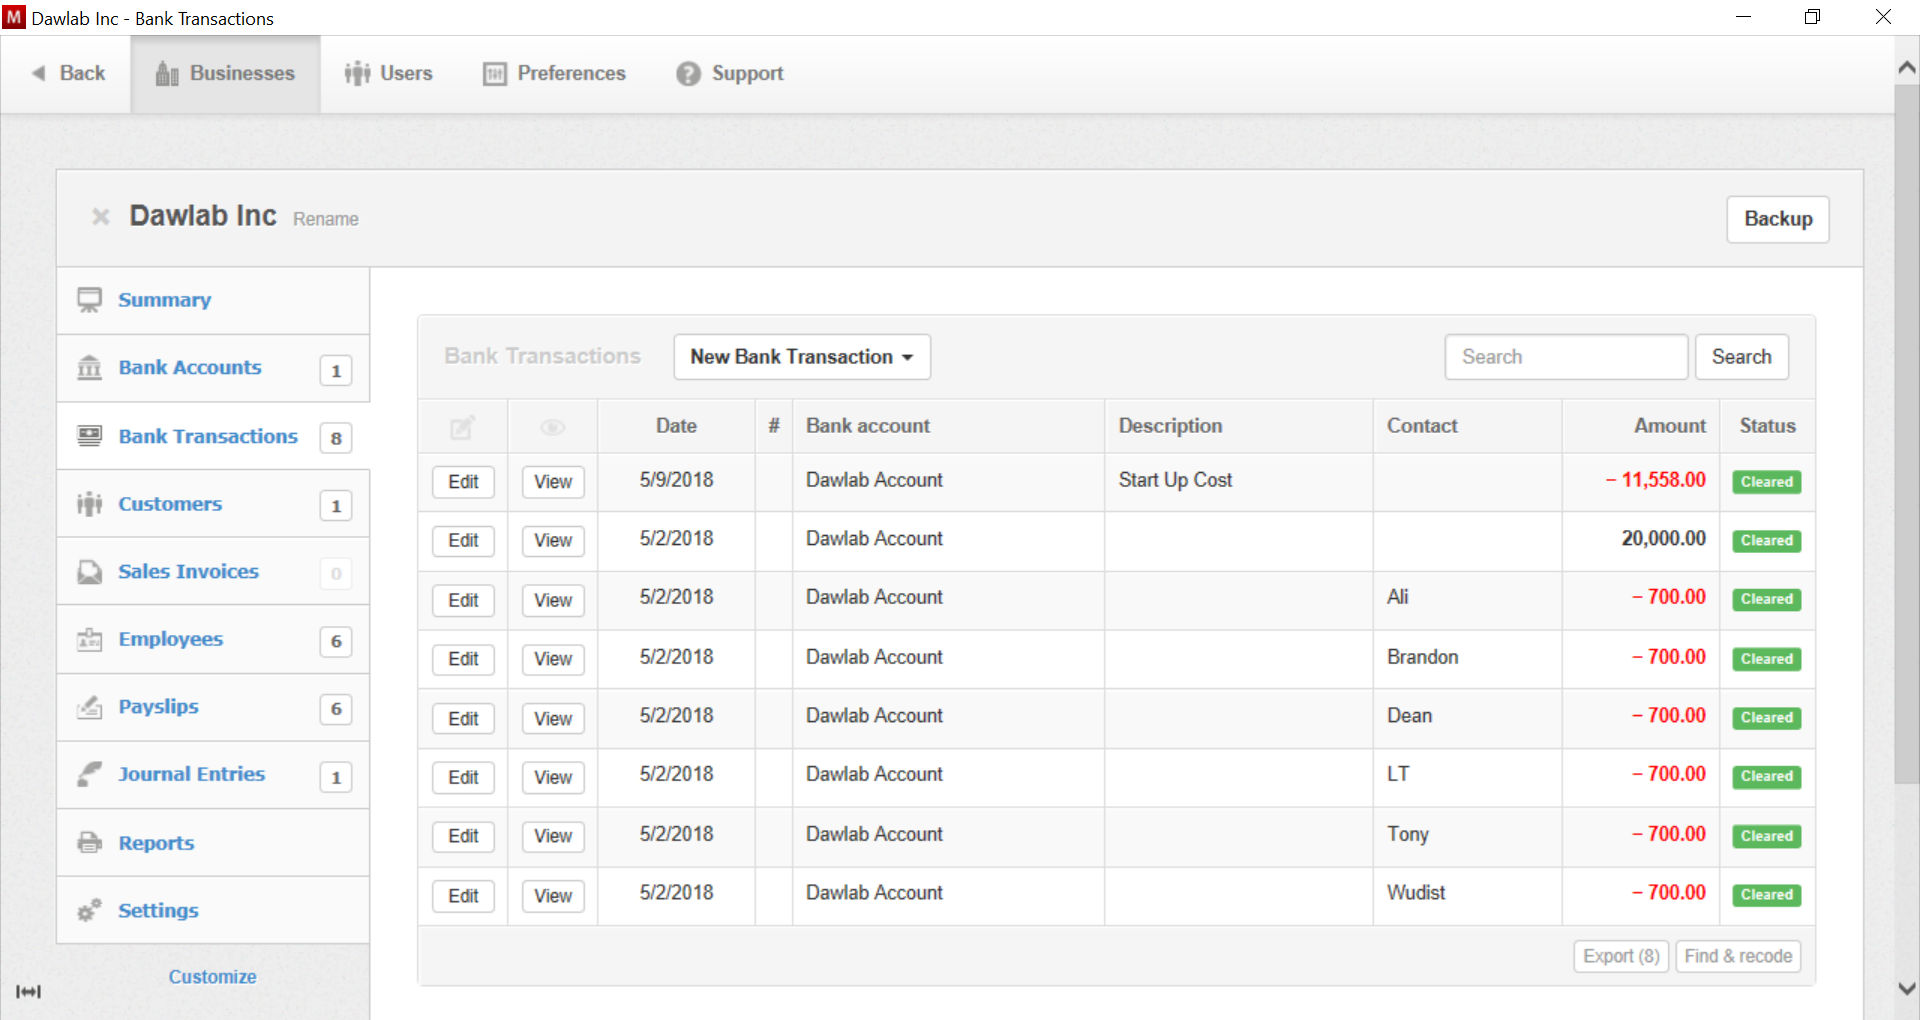 M Dawlab Inc - Bank Transactions
Back Businesses Users Preferences ? Support
Dawlab Inc Rename Backup
Summary
Bank Accounts 1
Bank Transactions 8
Customers 1
Sales Invoices 0
Employees 6
Payslips 6
Journal Entries 1
Reports
Settings
Customize
Bank Transactions New Bank Transaction Search Search
Date # Bank account Description Contact Amount Status
Edit View 5/9/2018 Dawlab Account Start Up Cost − 11,558.00 Cleared
Edit View 5/2/2018 Dawlab Account 20,000.00 Cleared
Edit View 5/2/2018 Dawlab Account Ali − 700.00 Cleared
Edit View 5/2/2018 Dawlab Account Brandon − 700.00 Cleared
Edit View 5/2/2018 Dawlab Account Dean − 700.00 Cleared
Edit View 5/2/2018 Dawlab Account LT − 700.00 Cleared
Edit View 5/2/2018 Dawlab Account Tony − 700.00 Cleared
Edit View 5/2/2018 Dawlab Account Wudist − 700.00 Cleared
Export (8) Find & recode